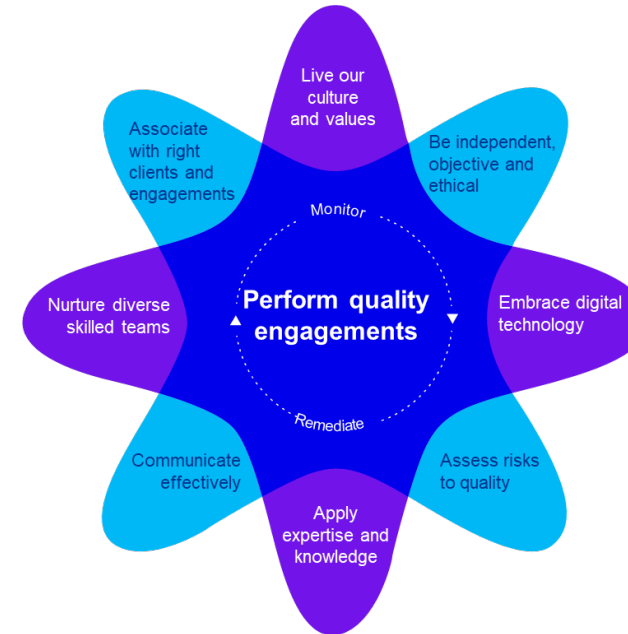 Live our
culture
and values
Be independent,
objective and
ethical
Embrace digital
technology
Assess risks
to quality
Apply
expertise and
knowledge
Communicate
effectively
Nurture diverse
skilled teams
Associate
with right
clients and
engagements
Monitor
Perform quality
engagements
Remediate